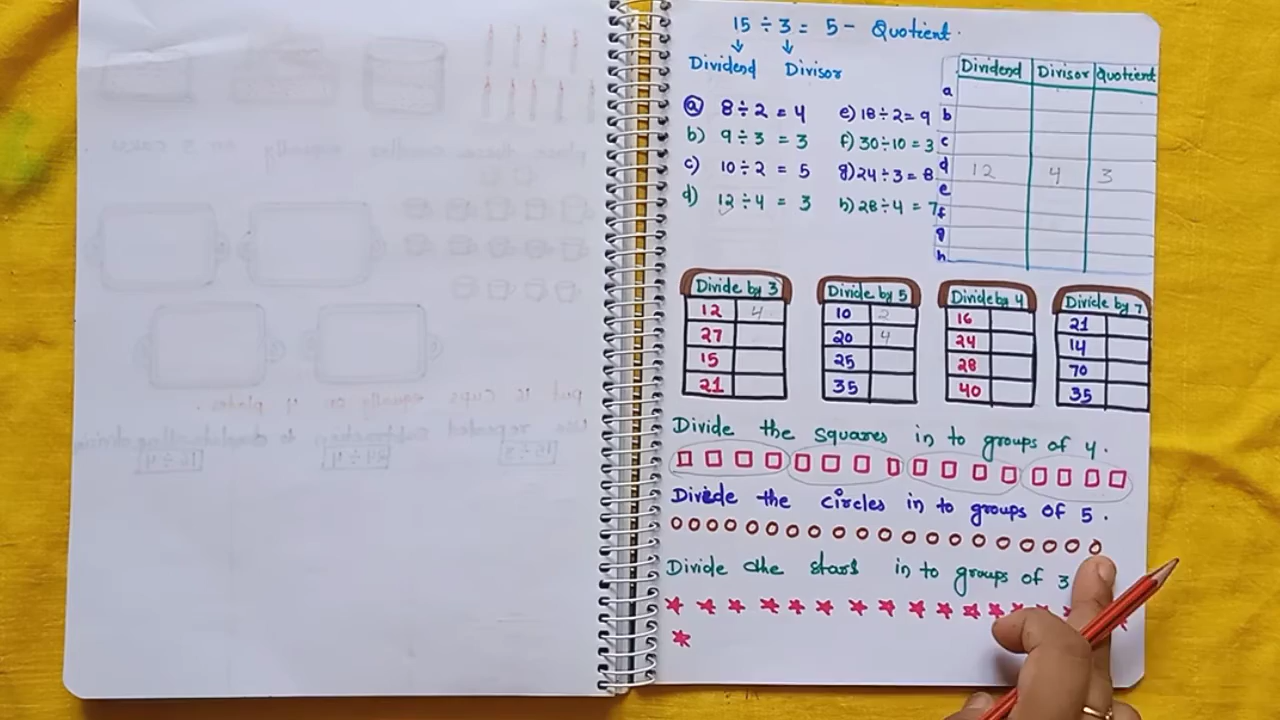 15 ÷ 3 = 5 - Quotient.
Dividend Divisor
a) 8 ÷ 2 = 4
b) 9 ÷ 3 = 3
c) 10 ÷ 2 = 5
d) 12 ÷ 4 = 3
e) 18 ÷ 2 = 9
f) 30 ÷ 10 = 3
g) 24 ÷ 3 = 8
h) 28 ÷ 4 = 7
Dividend Divisor Quotient
a
b
c
d 12 4 3
e
f
g
h
Divide by 3
12 4
27
15
21
Divide by 5
10 2
20 4
25
35
Divide by 4
16
24
28
40
Divide by 7
21
14
70
35
Divide the squares in to groups of 4.
Divide the circles in to groups of 5.
Divide the stars in to groups of 3